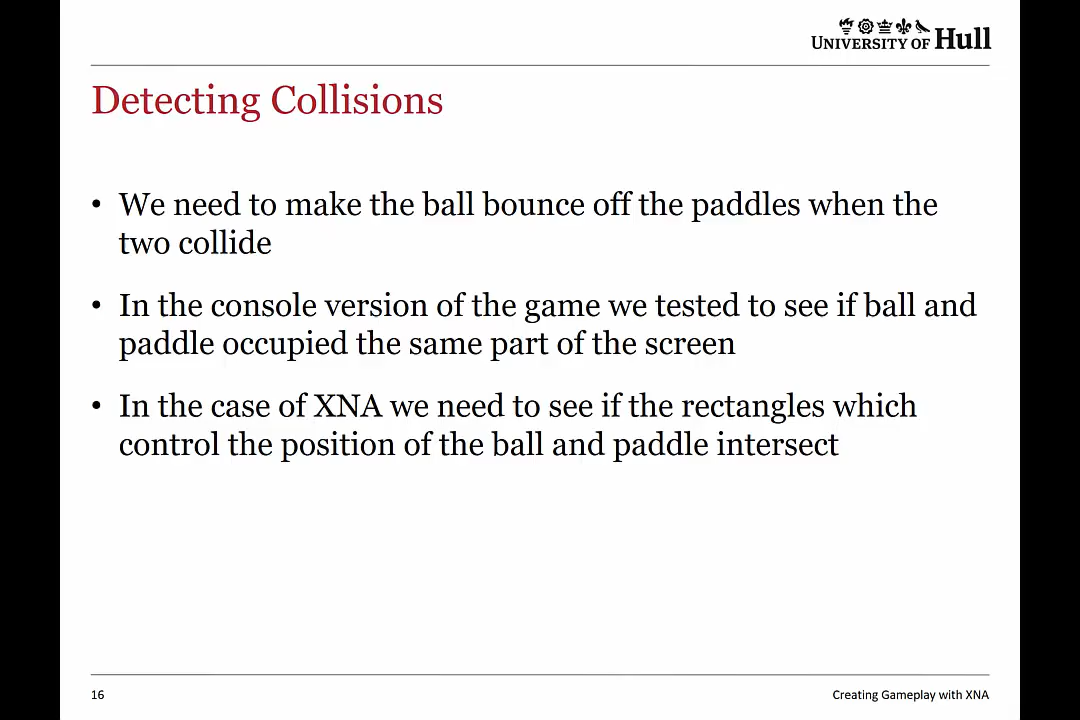 UNIVERSITY OF Hull
Detecting Collisions
• We need to make the ball bounce off the paddles when the
two collide
• In the console version of the game we tested to see if ball and
paddle occupied the same part of the screen
• In the case of XNA we need to see if the rectangles which
control the position of the ball and paddle intersect
16
Creating Gameplay with XNA